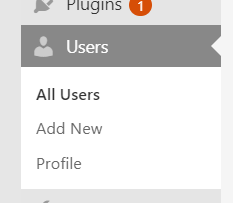 Plugins 1
Users
All Users
Add New
Profile